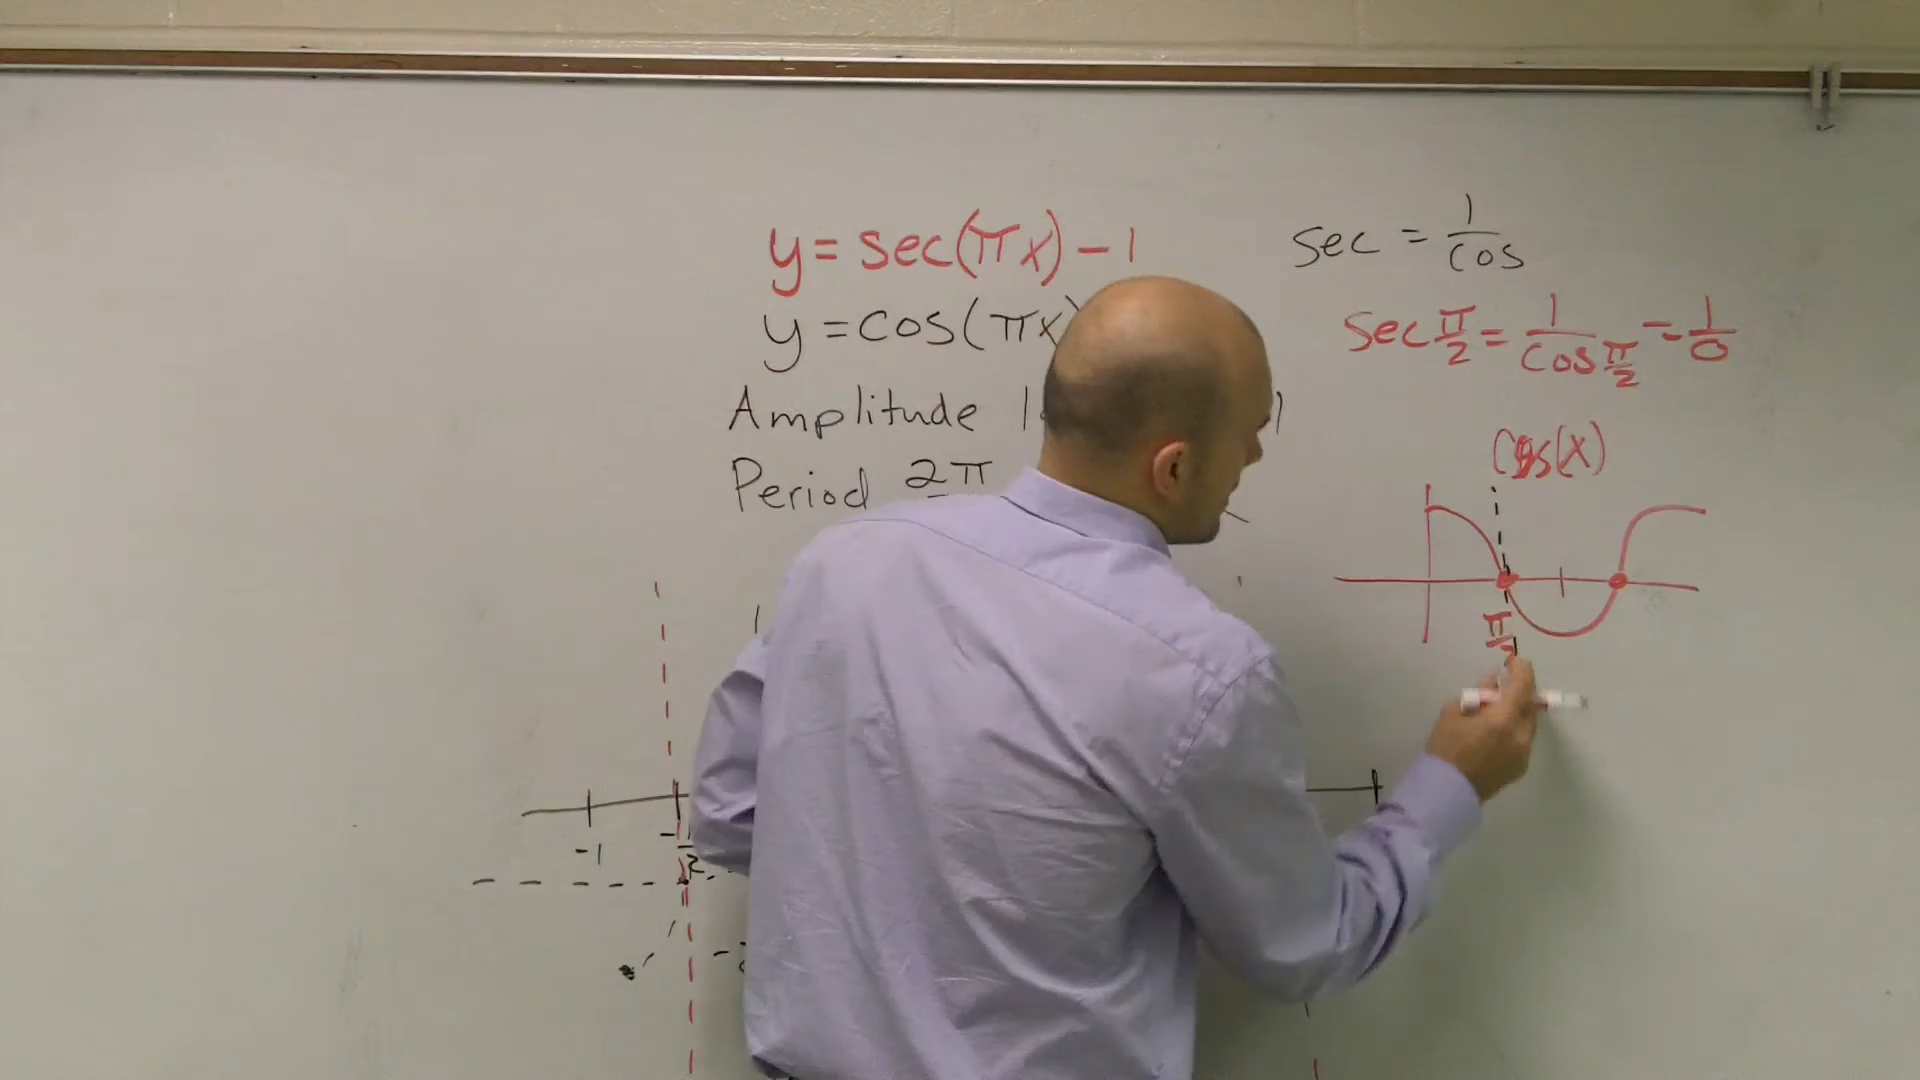 y = sec(πx) - 1
y = cos(πx)
Amplitude
Period 2π
-1
-1/2
sec = 1/cos
sec π/2 = 1/cos π/2 = 1/0
cos(x)
π